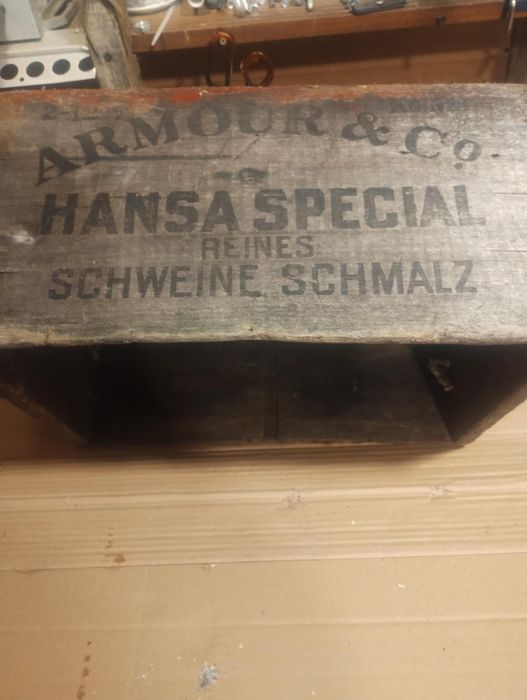 ARMOUR & Co.
HANSA SPECIAL
REINES
SCHWEINE SCHMALZ